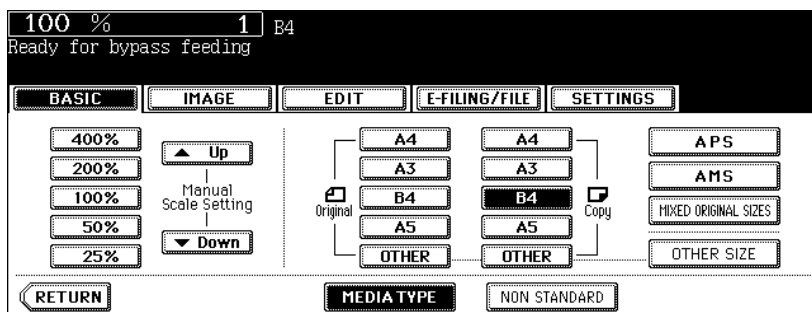 100 % 1 B4
Ready for bypass feeding
BASIC IMAGE EDIT E-FILING/FILE SETTINGS
400% ▲ Up A4 A4 APS
200% A3 A3 AMS
100% Manual Scale Setting Original B4 B4 Copy MIXED ORIGINAL SIZES
50% ▼ Down A5 A5
25% OTHER OTHER OTHER SIZE
RETURN MEDIA TYPE NON STANDARD